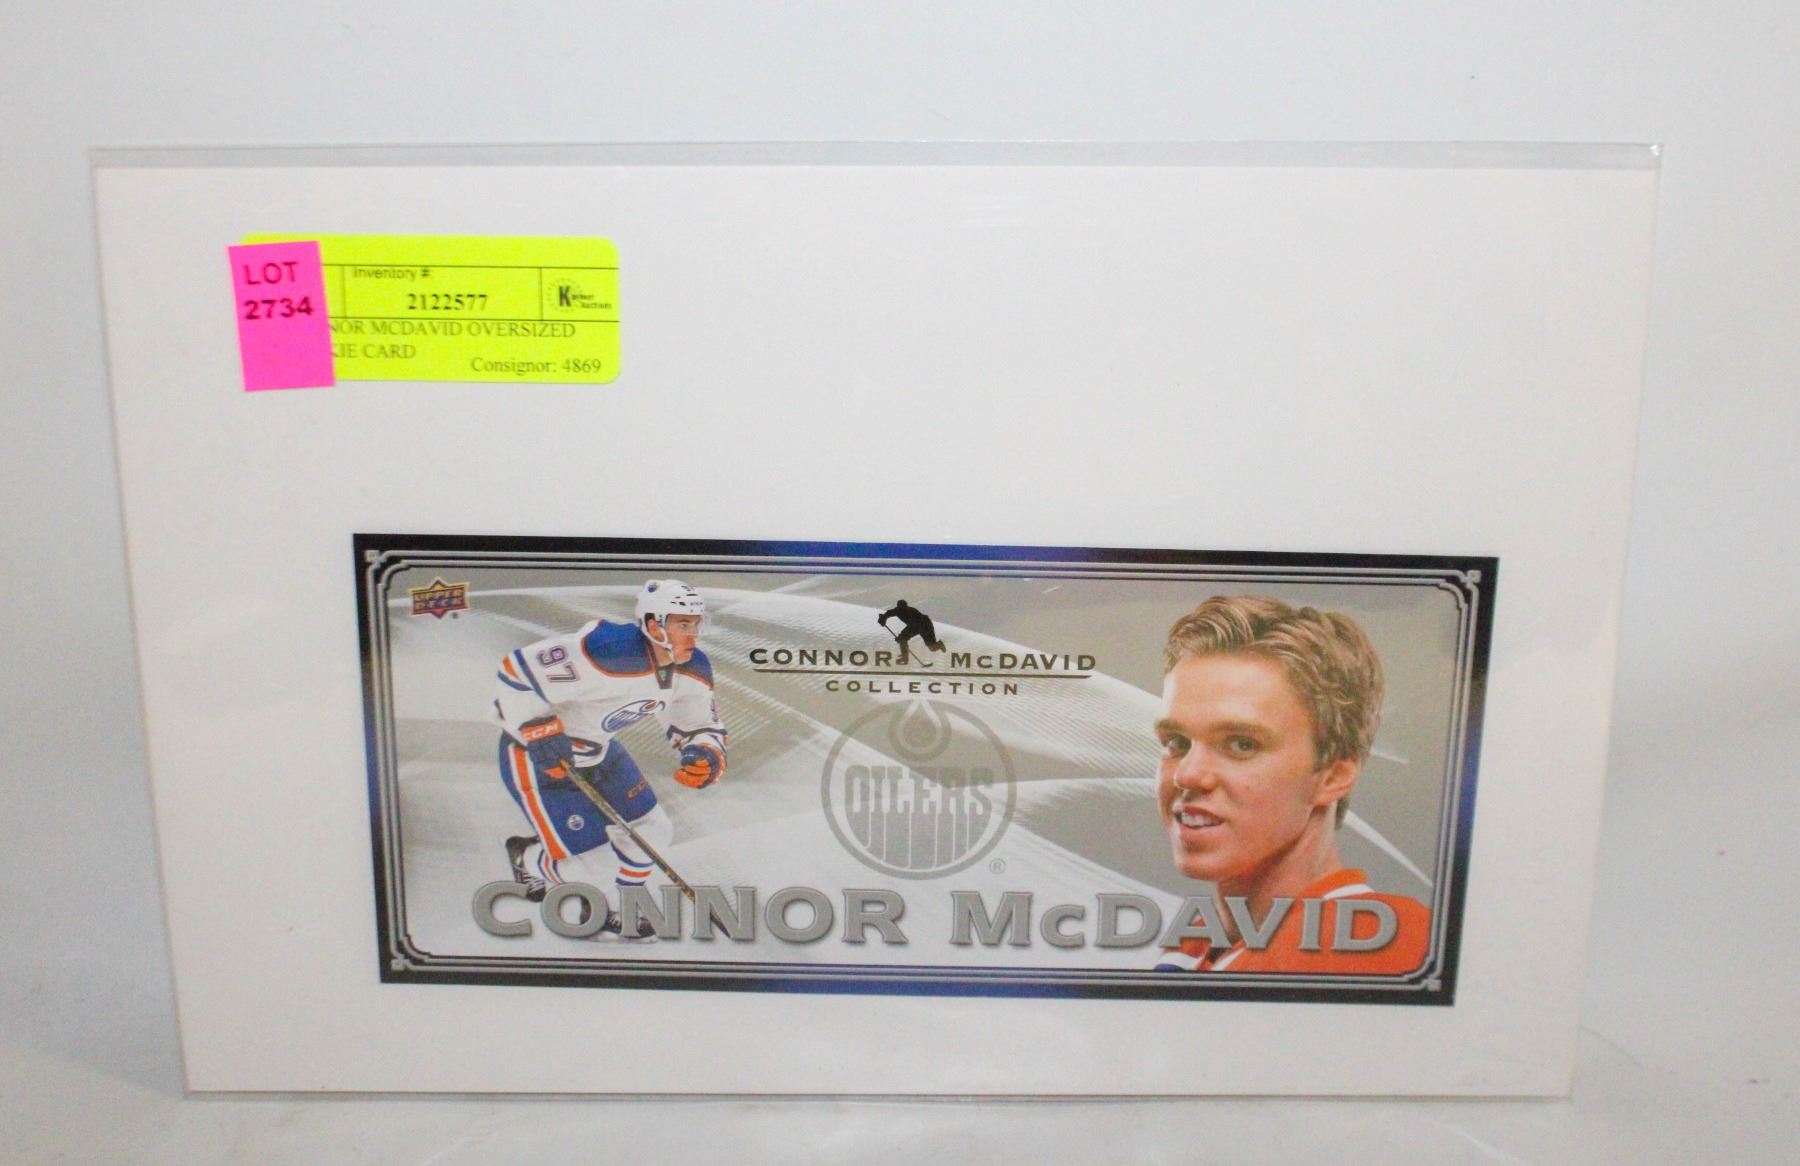 LOT
2734
Inventory #:
2122577
NOR MCDAVID OVERSIZED
KIE CARD
Consignor: 4869
UPPER
DECK
97
97
CCM
CONNOR McDAVID
COLLECTION
OILERS
®
CONNOR McDAVID